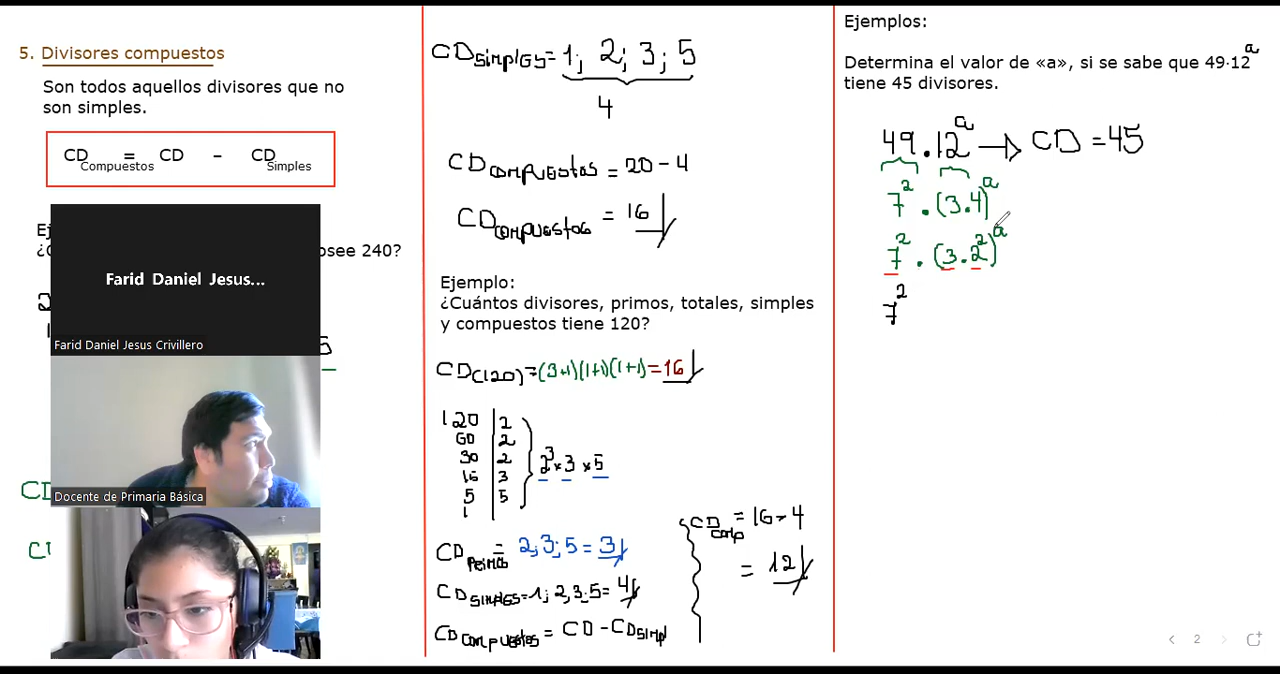 5. Divisores compuestos
Son todos aquellos divisores que no
son simples.
CD Compuestos = CD - CD Simples
osee 240?
Farid Daniel Jesus...
Farid Daniel Jesus Crivillero
5
Docente de Primaria Básica
CD
CD
CD SIMPLES = 1; 2; 3; 5
4
CD COMPUESTOS = 20 - 4
CD COMPUESTOS = 16
Ejemplo:
¿Cuántos divisores, primos, totales, simples
y compuestos tiene 120?
CD(120) = (3+1)(1+1)(1+1) = 16
120 | 2
60 | 2
30 | 2
15 | 3
5 | 5
1
2³ × 3 × 5
CD PRIMOS = 2; 3; 5 = 3
CD SIMPLES = 1; 2, 3; 5 = 4
CD COMPUESTOS = CD - CD SIMPL
CD COMP = 16 - 4
= 12
Ejemplos:
Determina el valor de «a», si se sabe que 49·12ᵃ
tiene 45 divisores.
49 . 12ᵃ → CD = 45
7² . (3.4)ᵃ
7² . (3.2²)ᵃ
7²
2